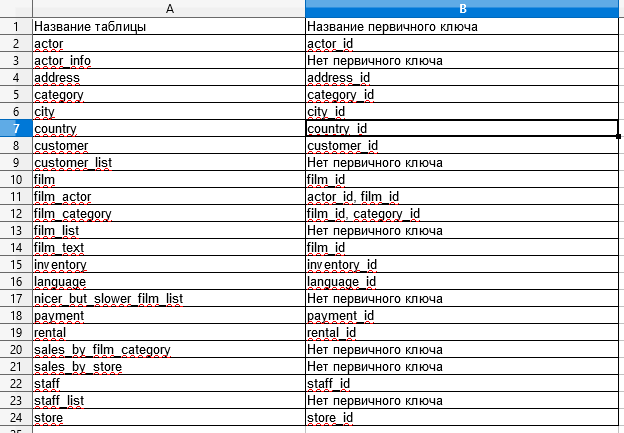 A B
1 Название таблицы Название первичного ключа
2 actor actor_id
3 actor_info Нет первичного ключа
4 address address_id
5 category category_id
6 city city_id
7 country country_id
8 customer customer_id
9 customer_list Нет первичного ключа
10 film film_id
11 film_actor actor_id, film_id
12 film_category film_id, category_id
13 film_list Нет первичного ключа
14 film_text film_id
15 inventory inventory_id
16 language language_id
17 nicer_but_slower_film_list Нет первичного ключа
18 payment payment_id
19 rental rental_id
20 sales_by_film_category Нет первичного ключа
21 sales_by_store Нет первичного ключа
22 staff staff_id
23 staff_list Нет первичного ключа
24 store store_id